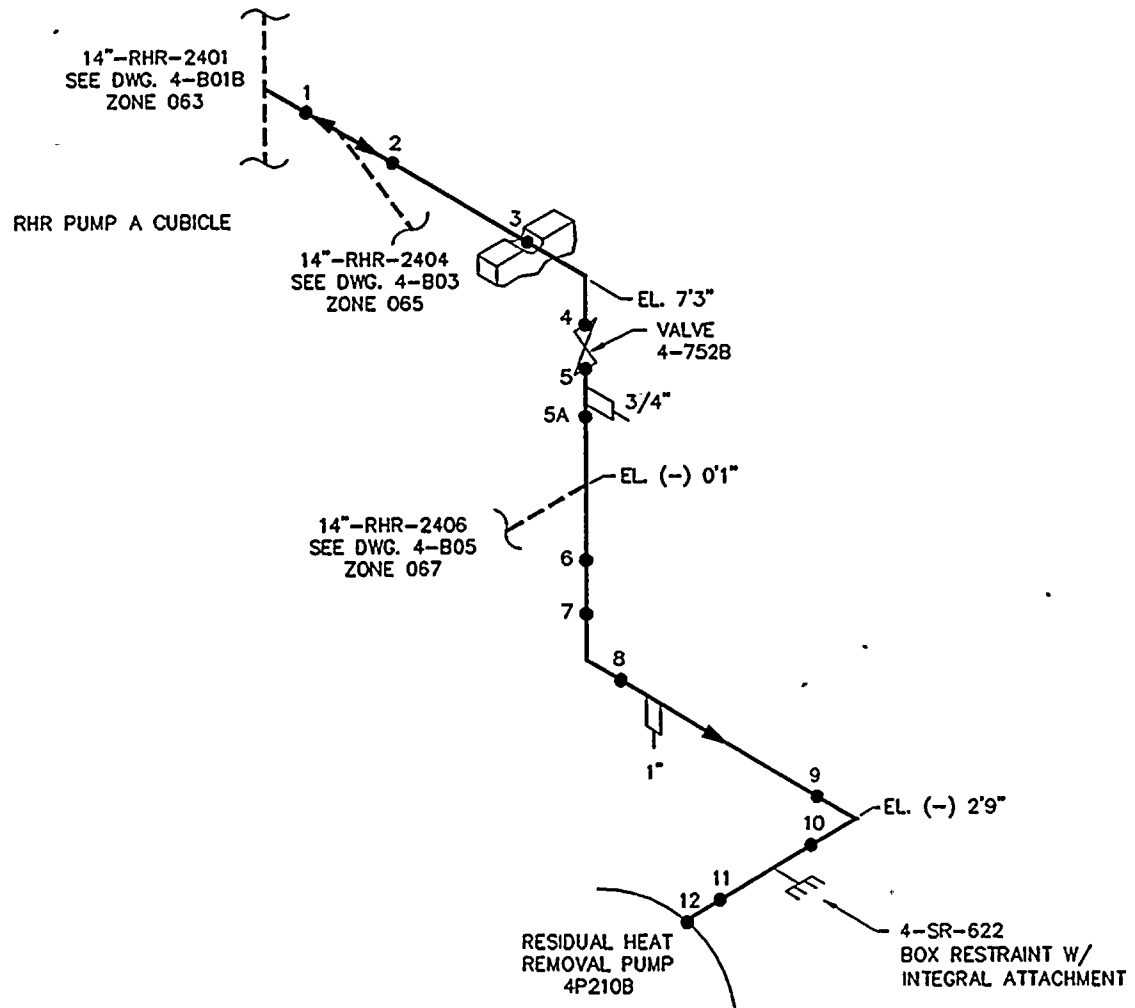 14"-RHR-2401
SEE DWG. 4-B01B
ZONE 063
1
2
RHR PUMP A CUBICLE
3
14"-RHR-2404
SEE DWG. 4-B03
ZONE 065
EL. 7'3"
4
VALVE
4-752B
5
3/4"
5A
EL. (-) 0'1"
14"-RHR-2406
SEE DWG. 4-B05
ZONE 067
6
7
8
1"
9
EL. (-) 2'9"
10
11
12
RESIDUAL HEAT
REMOVAL PUMP
4P210B
4-SR-622
BOX RESTRAINT W/
INTEGRAL ATTACHMENT